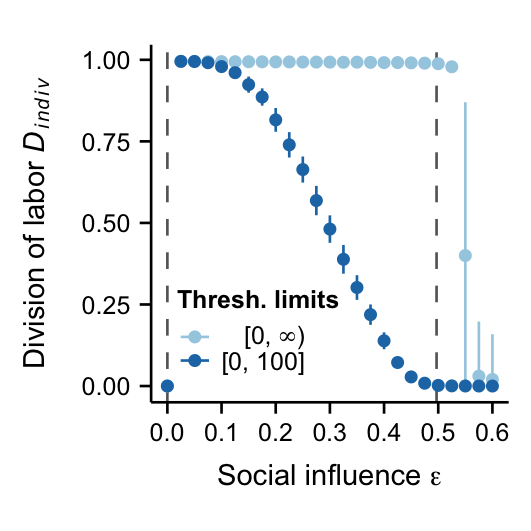 Division of labor D_indiv
1.00
0.75
0.50
0.25
0.00
Thresh. limits
[0, ∞)
[0, 100]
0.0 0.1 0.2 0.3 0.4 0.5 0.6
Social influence ε